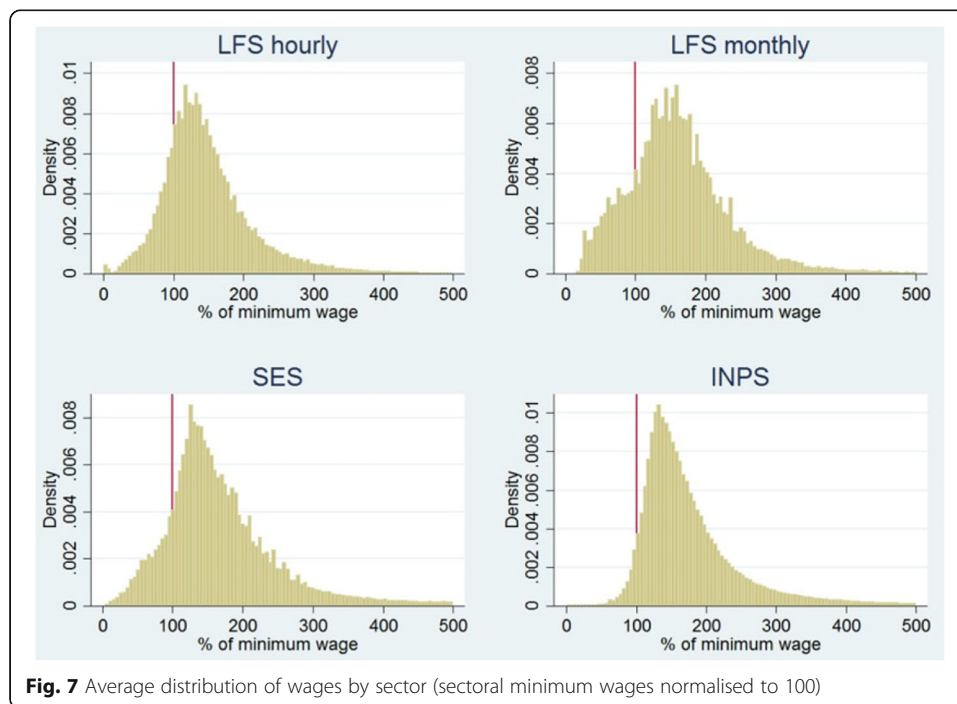 LFS hourly
Density
0 .002 .004 .006 .008 .01
0 100 200 300 400 500
% of minimum wage
LFS monthly
Density
0 .002 .004 .006 .008
0 100 200 300 400 500
% of minimum wage
SES
Density
0 .002 .004 .006 .008
0 100 200 300 400 500
% of minimum wage
INPS
Density
0 .002 .004 .006 .008 .01
0 100 200 300 400 500
% of minimum wage
Fig. 7 Average distribution of wages by sector (sectoral minimum wages normalised to 100)